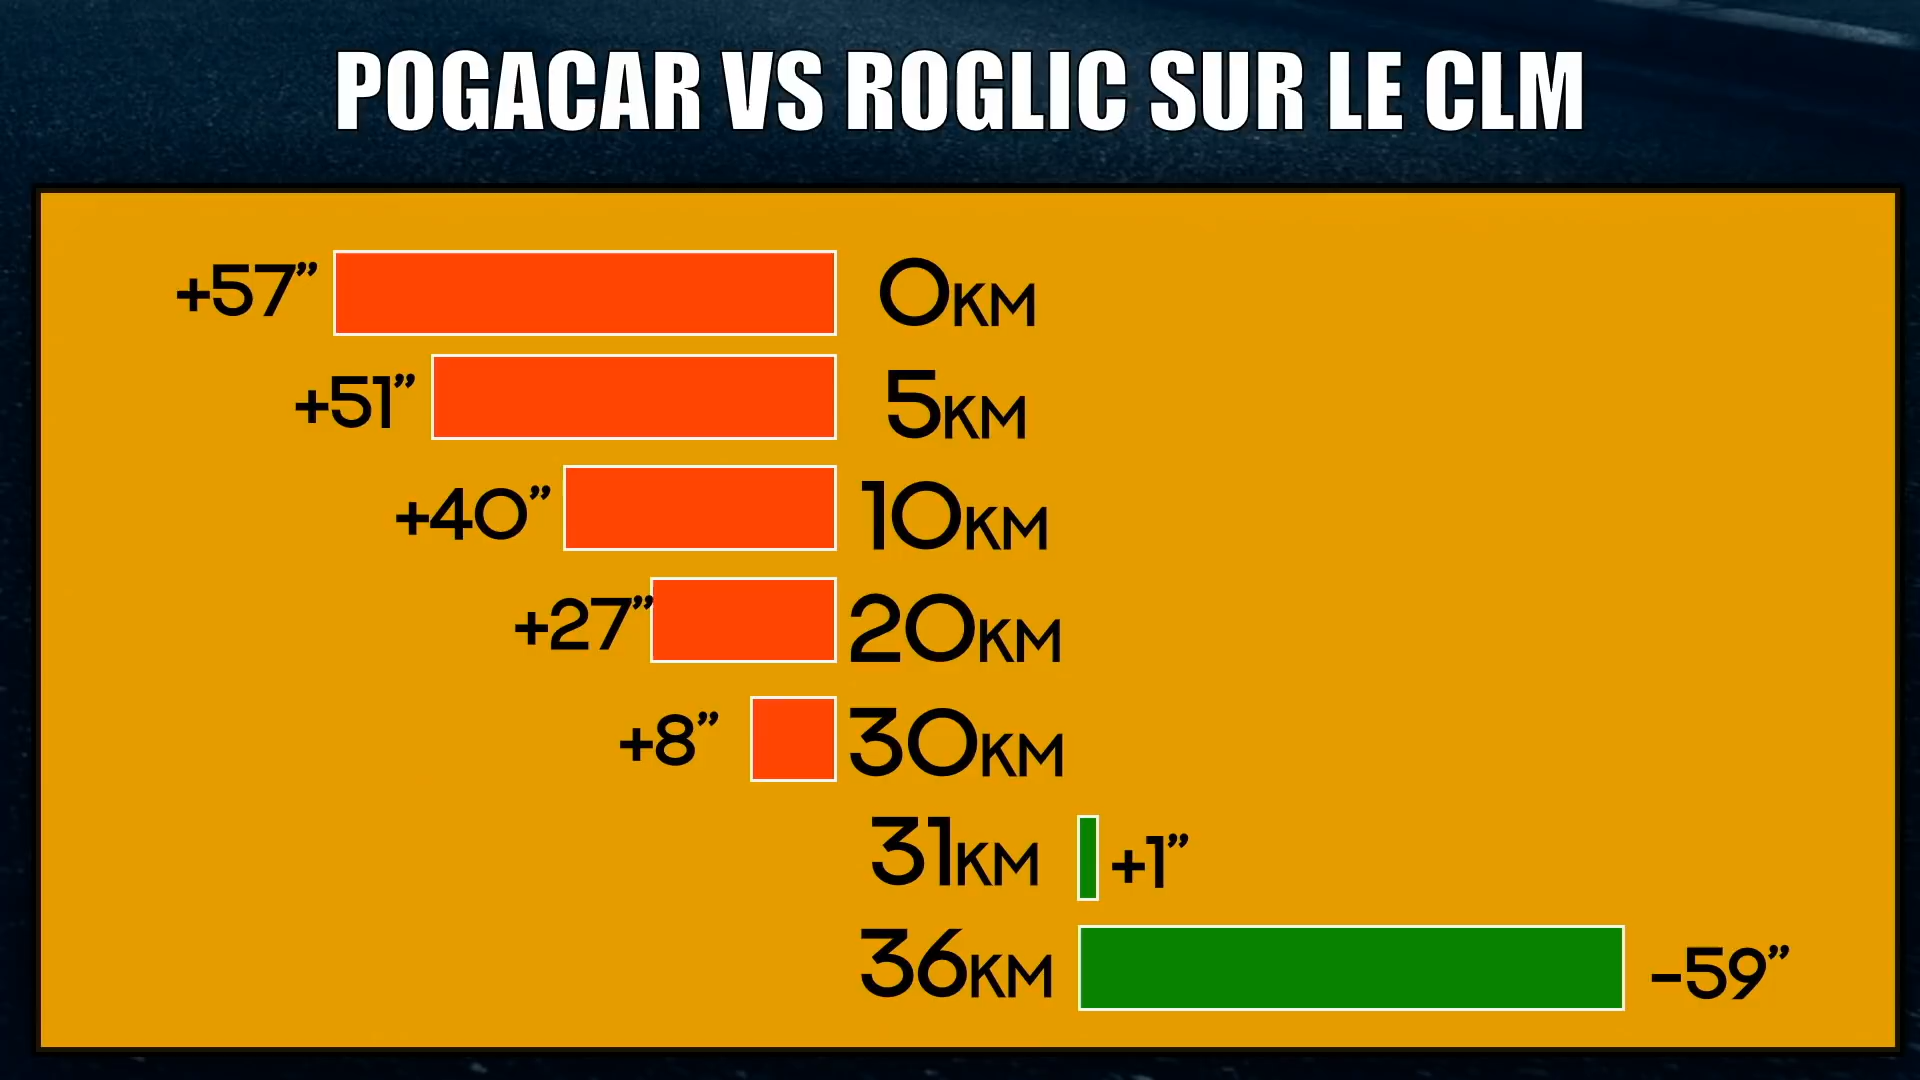 POGACAR VS ROGLIC SUR LE CLM
+57” 0KM
+51” 5KM
+40” 10KM
+27” 20KM
+8” 30KM
31KM +1”
36KM -59”